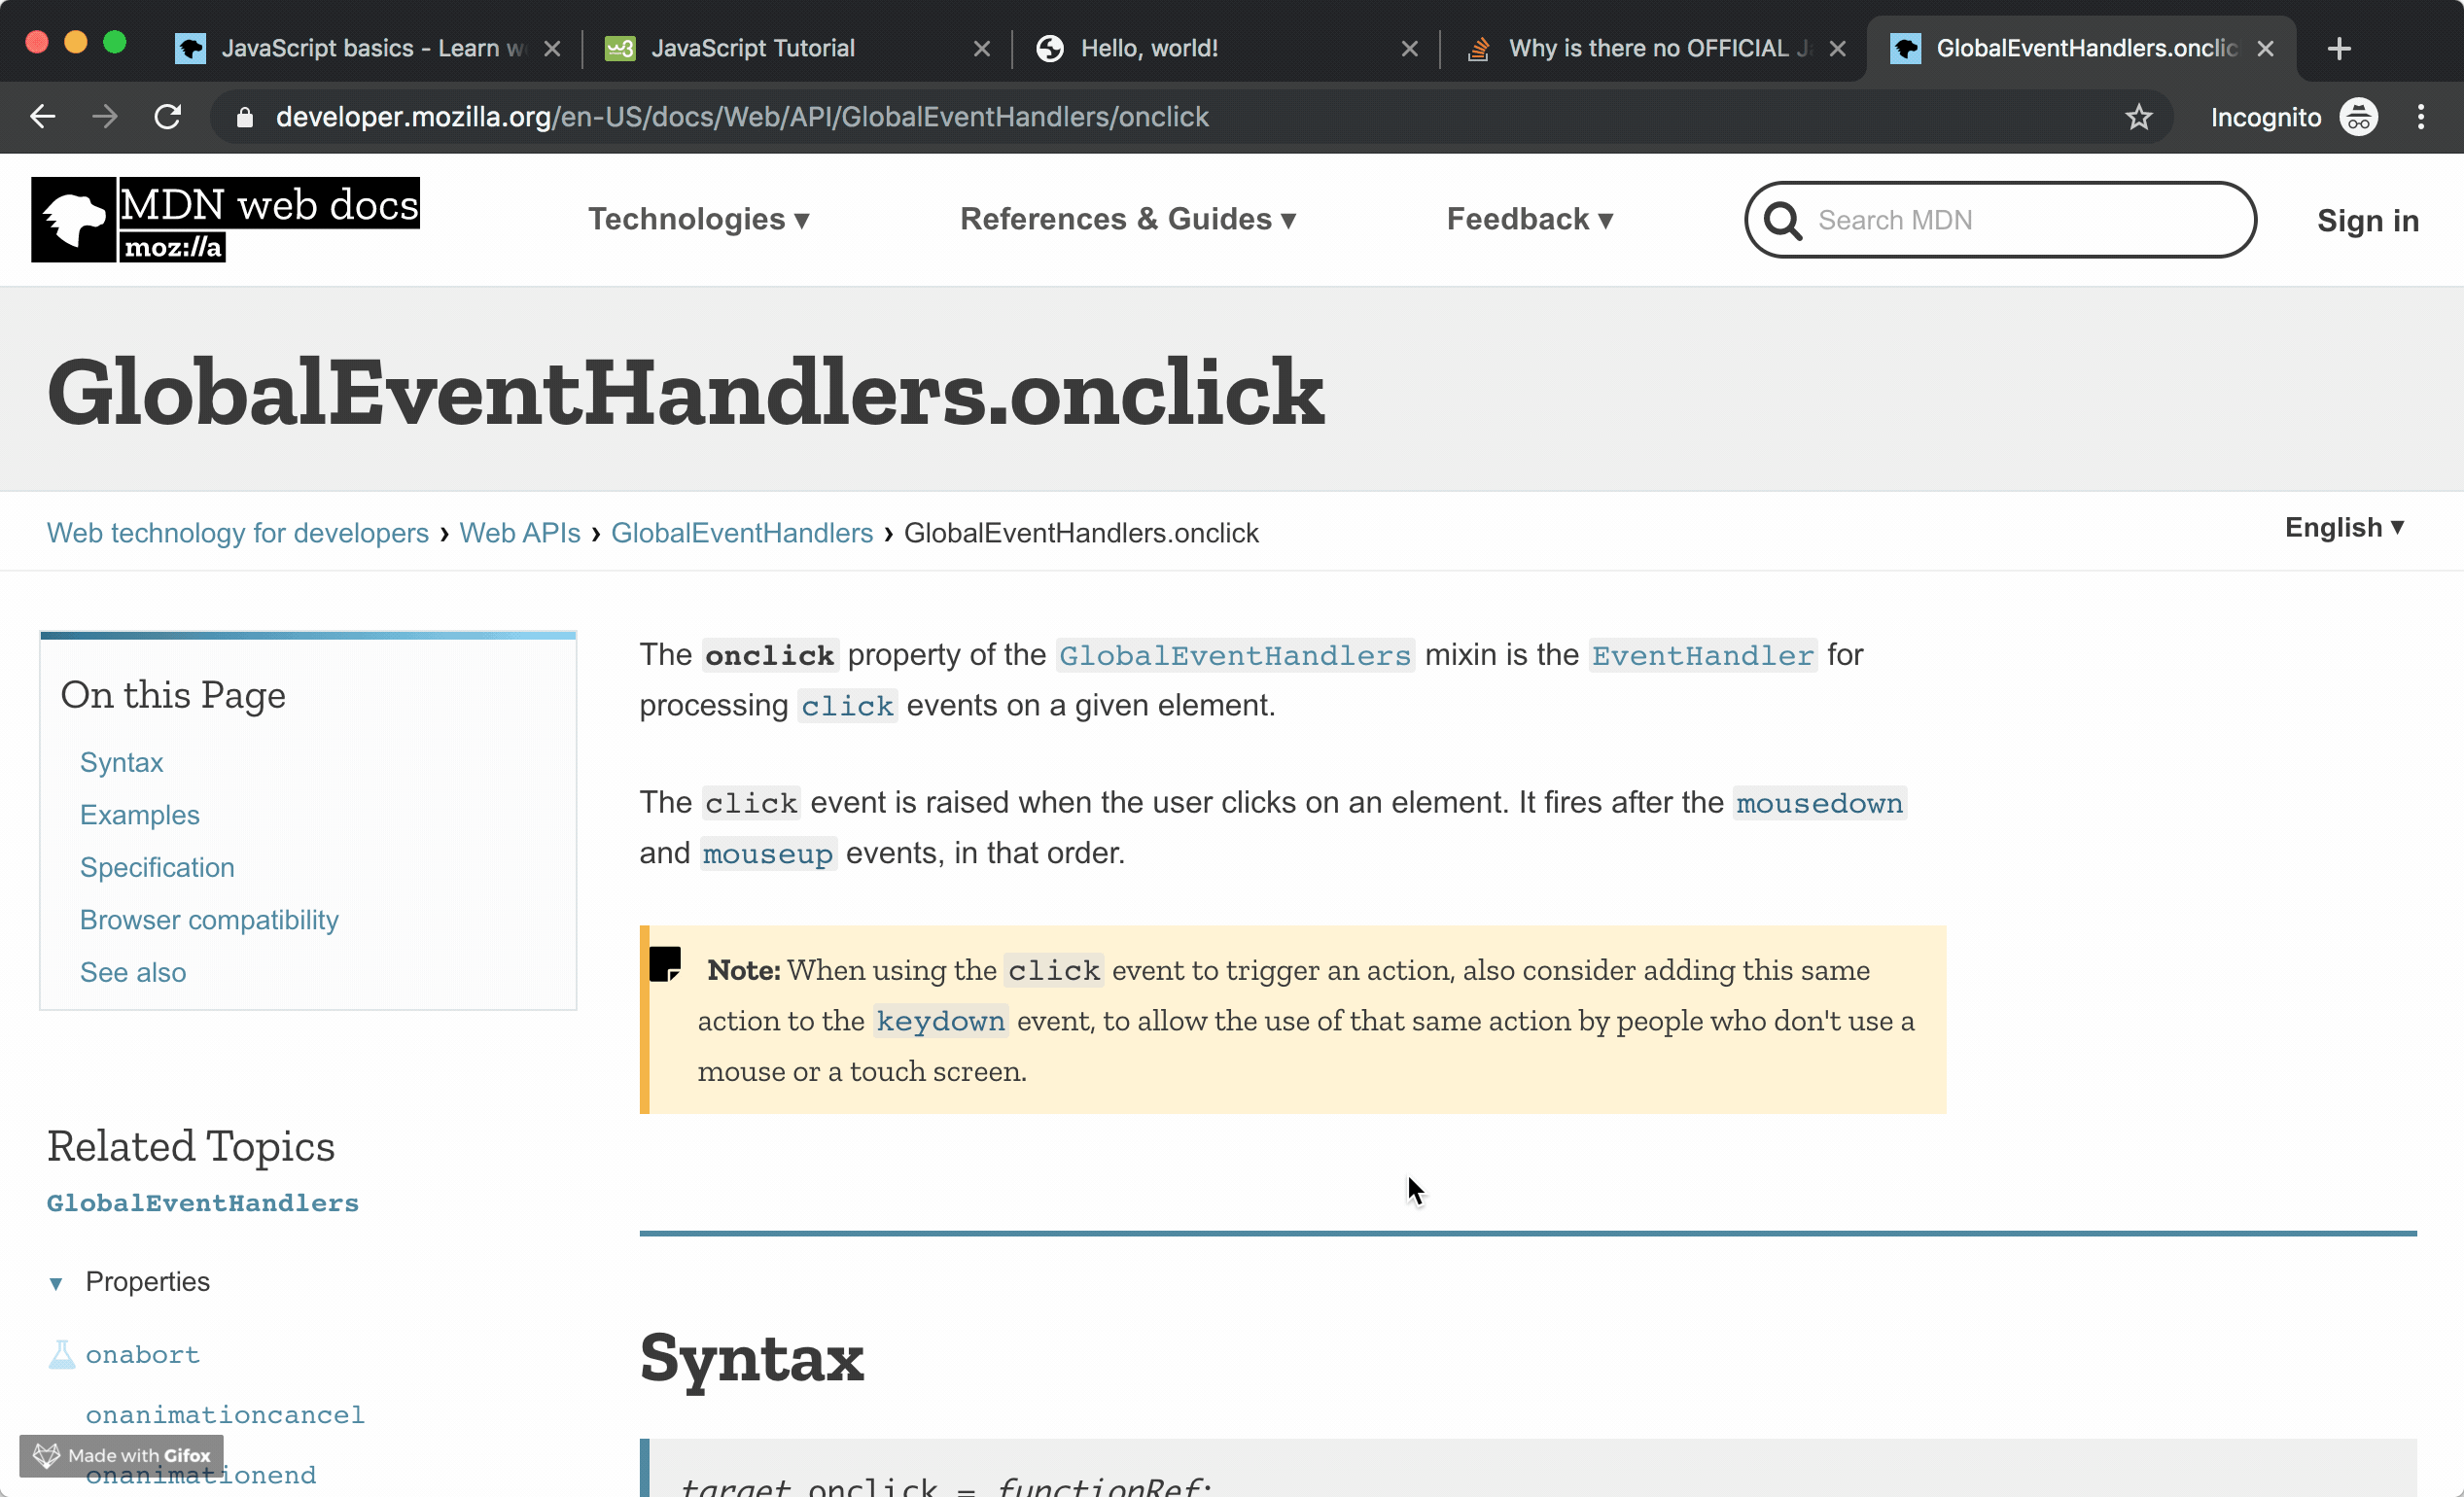 JavaScript basics - Learn w
JavaScript Tutorial
Hello, world!
Why is there no OFFICIAL J
GlobalEventHandlers.onclic
developer.mozilla.org/en-US/docs/Web/API/GlobalEventHandlers/onclick
Incognito
MDN web docs
moz://a
Technologies ▾
References & Guides ▾
Feedback ▾
Search MDN
Sign in
GlobalEventHandlers.onclick
Web technology for developers › Web APIs › GlobalEventHandlers › GlobalEventHandlers.onclick
English ▾
On this Page
Syntax
Examples
Specification
Browser compatibility
See also
Related Topics
GlobalEventHandlers
▾ Properties
onabort
onanimationcancel
onanimationend
Made with Gifox
The onclick property of the GlobalEventHandlers mixin is the EventHandler for
processing click events on a given element.
The click event is raised when the user clicks on an element. It fires after the mousedown
and mouseup events, in that order.
Note: When using the click event to trigger an action, also consider adding this same
action to the keydown event, to allow the use of that same action by people who don't use a
mouse or a touch screen.
Syntax
target.onclick = functionRef;